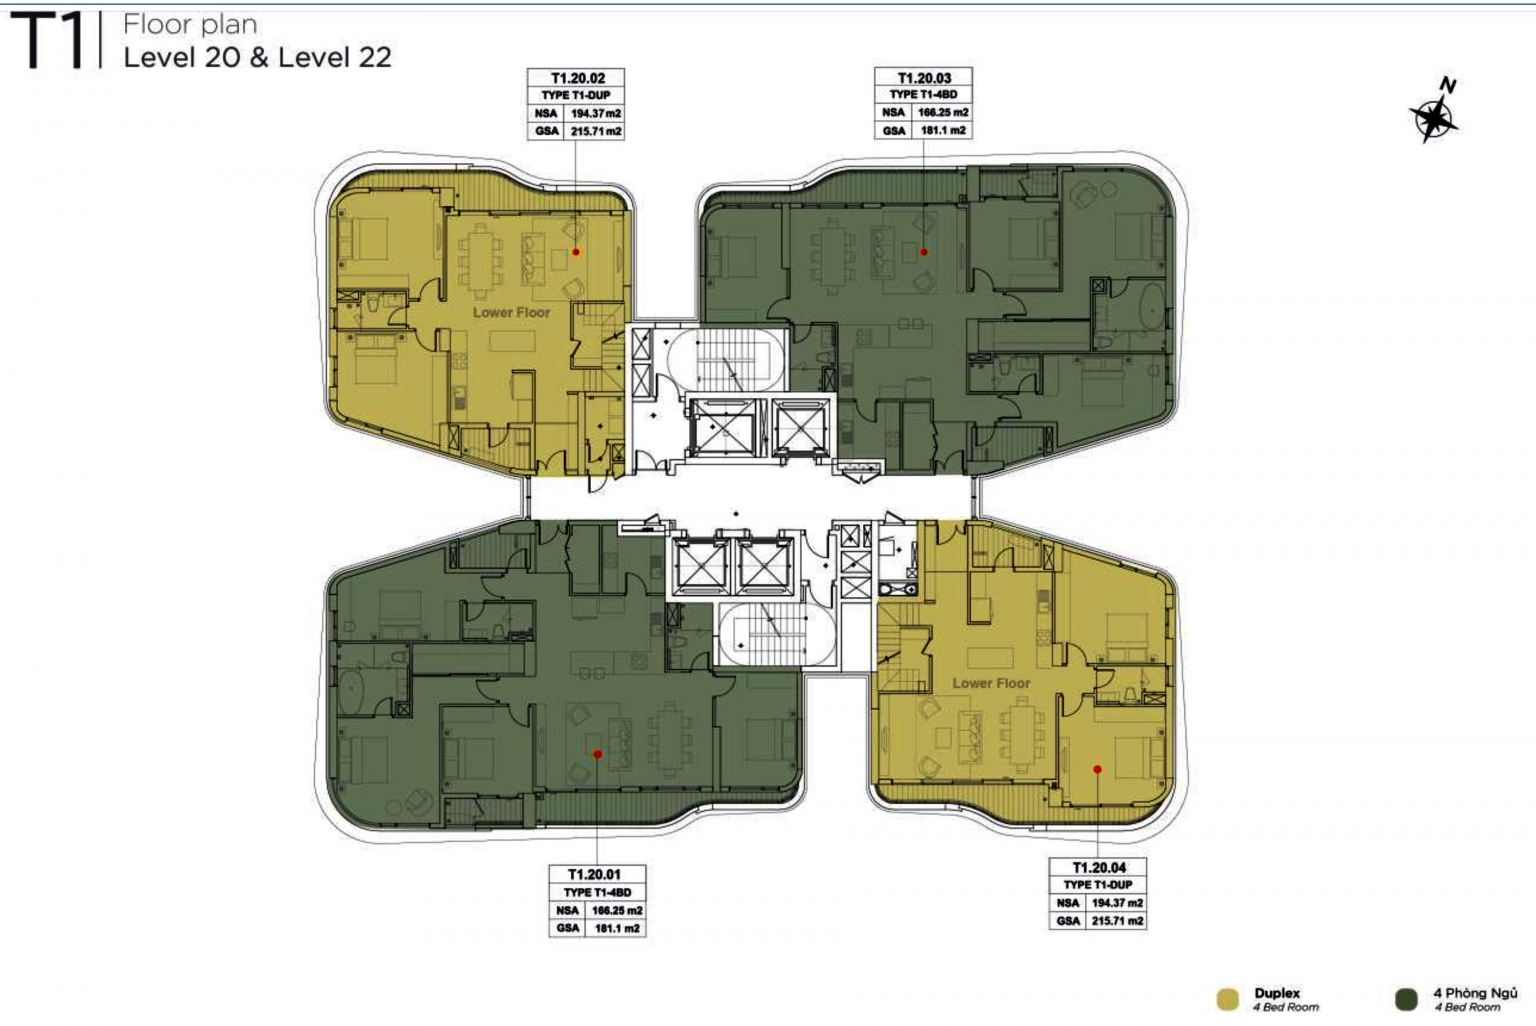 T1
Floor plan
Level 20 & Level 22
T1.20.02
TYPE T1-DUP
NSA 194.37 m2
GSA 215.71 m2
T1.20.03
TYPE T1-4BD
NSA 166.25 m2
GSA 181.1 m2
N
Lower Floor
Lower Floor
T1.20.01
TYPE T1-4BD
NSA 166.25 m2
GSA 181.1 m2
T1.20.04
TYPE T1-DUP
NSA 194.37 m2
GSA 215.71 m2
Duplex
4 Bed Room
4 Phòng Ngủ
4 Bed Room